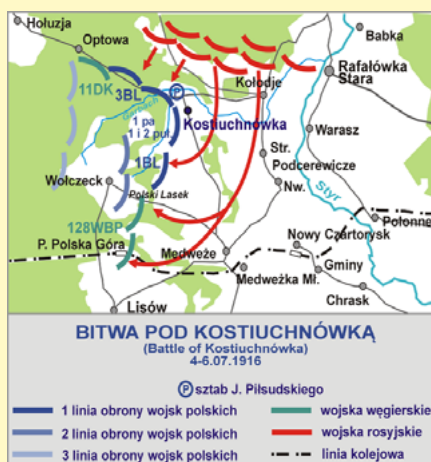 Hołuzja
Babka
Optowa
Rafałówka
Stara
11DK
3BL
Kołodje
P
Garbach
Kostiuchnówka
1 pa
1 i 2 puł.
Warasz
Str.
Podcerewicze
1BL
Wołczeck
Polski Lasek
Nw.
Styr
128WBP
Połonne
P. Polska Góra
Nowy Czartorysk
Medweże
Gminy
Medweżka Mł.
Chrask
Lisów
BITWA POD KOSTIUCHNÓWKĄ
(Battle of Kostiuchnówka)
4-6.07.1916
P sztab J. Piłsudskiego
1 linia obrony wojsk polskich
wojska węgierskie
2 linia obrony wojsk polskich
wojska rosyjskie
3 linia obrony wojsk polskich
linia kolejowa